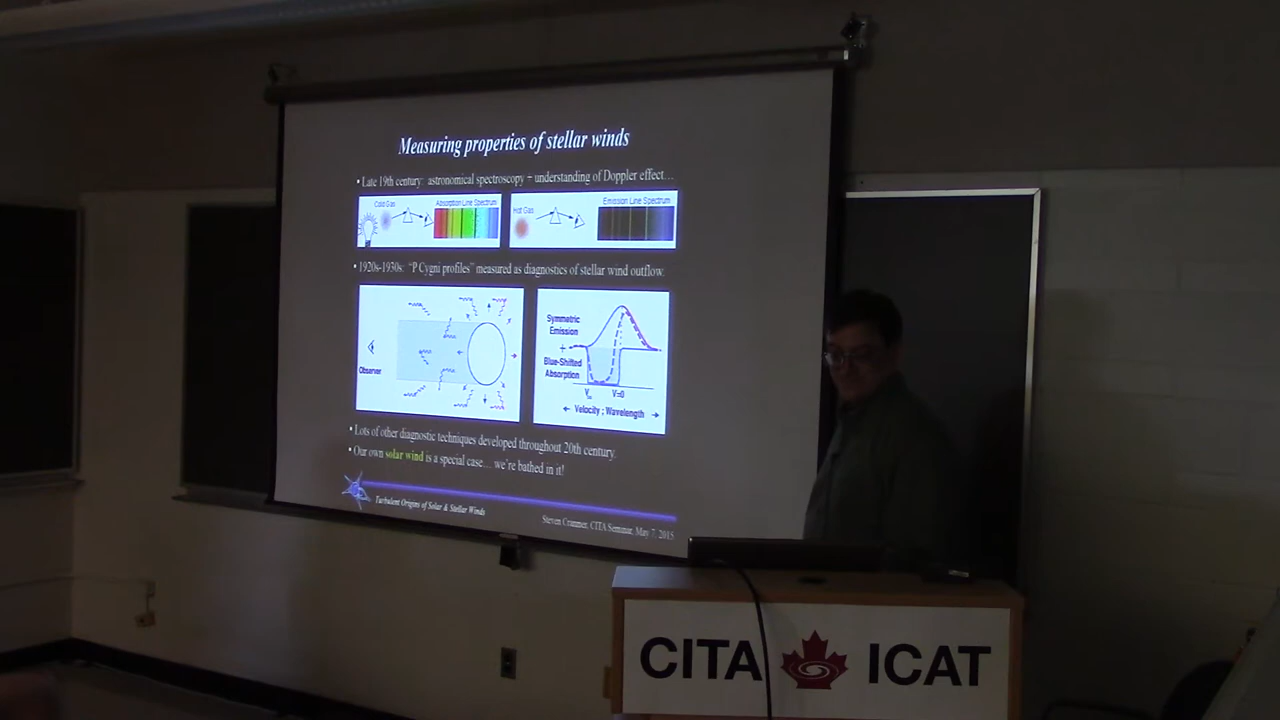 Measuring properties of stellar winds
• Late 19th century: astronomical spectroscopy + understanding of Doppler effect…
Cold Gas
Absorption Line Spectrum
Hot Gas
Emission Line Spectrum
• 1920s-1930s: "P Cygni profiles" measured as diagnostics of stellar wind outflow.
Observer
Symmetric
Emission
+
Blue-Shifted
Absorption
V∞
V=0
← Velocity ; Wavelength →
• Lots of other diagnostic techniques developed throughout 20th century.
• Our own solar wind is a special case… we're bathed in it!
Turbulent Origins of Solar & Stellar Winds
Steven Cranmer, CITA Seminar, May 7, 2015
CITA ICAT